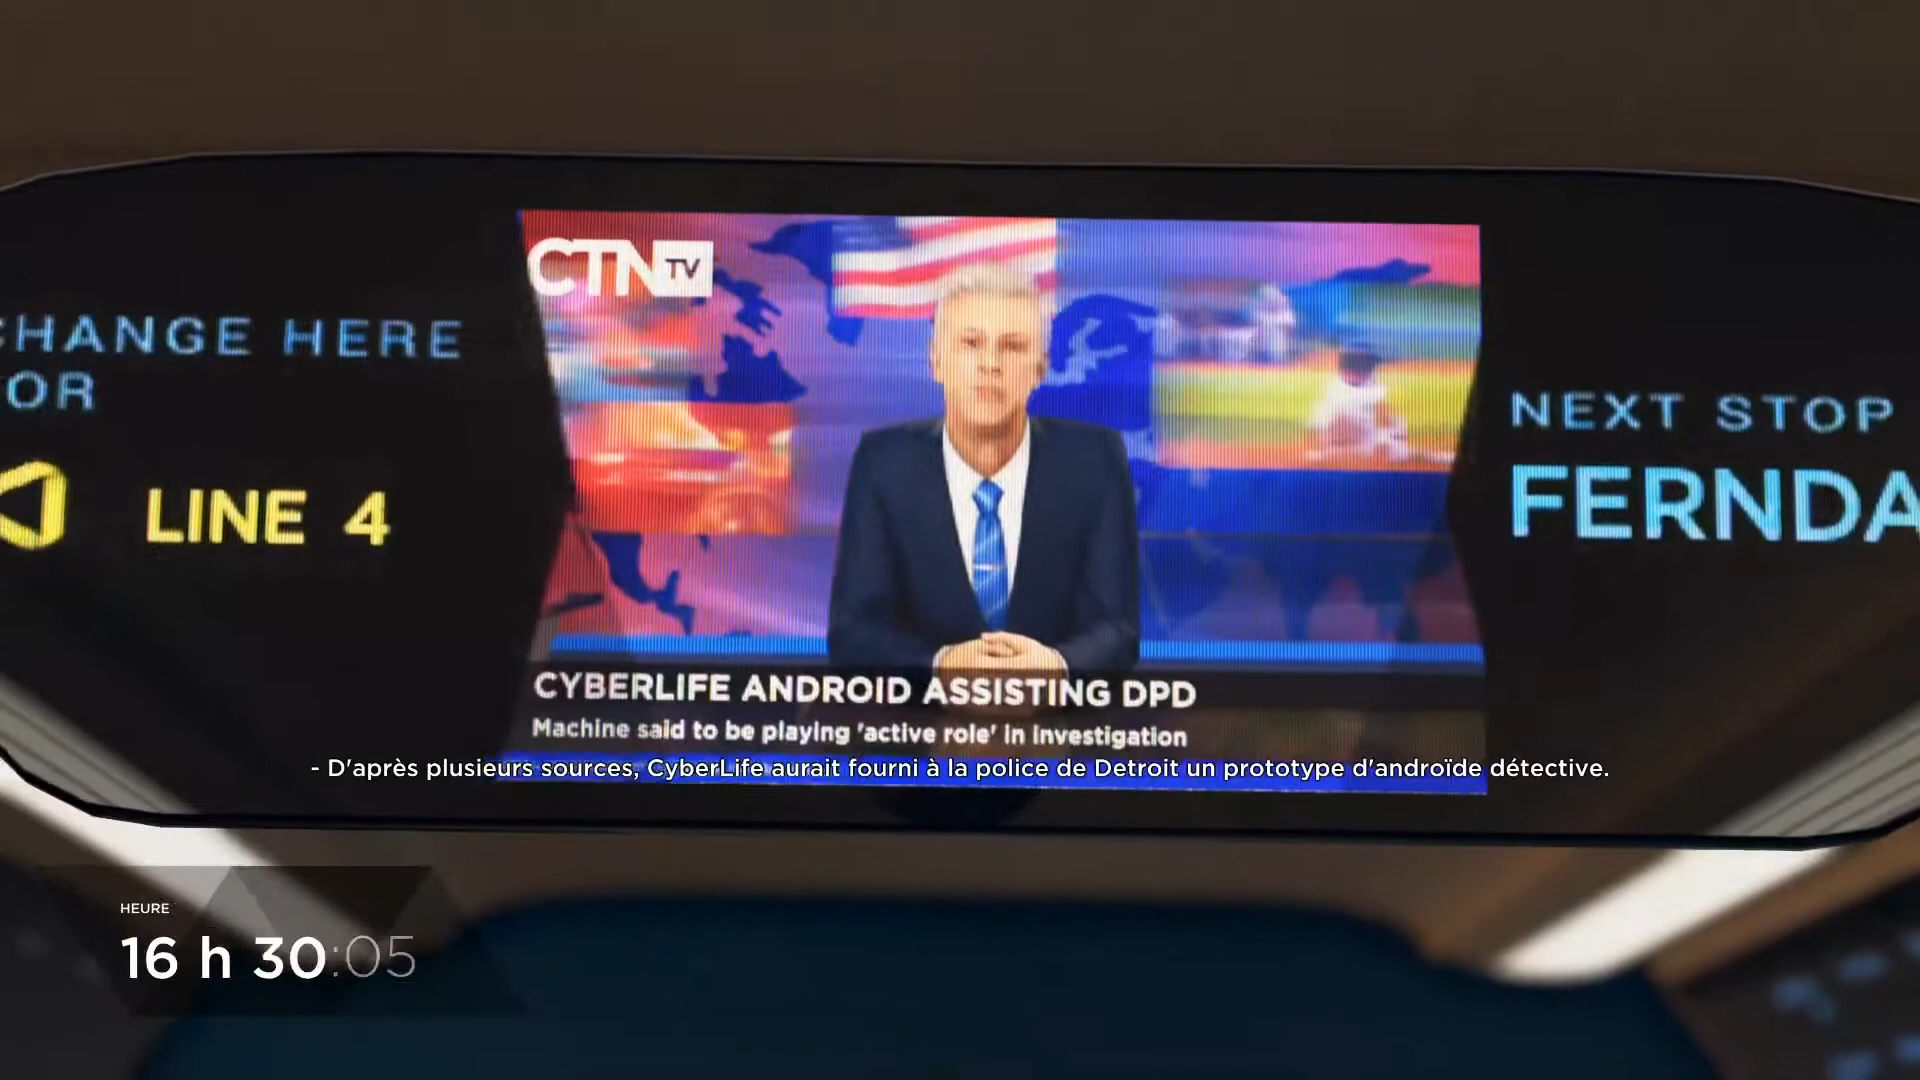 CTN TV
CHANGE HERE
OR
LINE 4
NEXT STOP
FERNDA
CYBERLIFE ANDROID ASSISTING DPD
Machine said to be playing 'active role' in investigation
- D'après plusieurs sources, CyberLife aurait fourni à la police de Detroit un prototype d'androïde détective.
HEURE
16 h 30:05